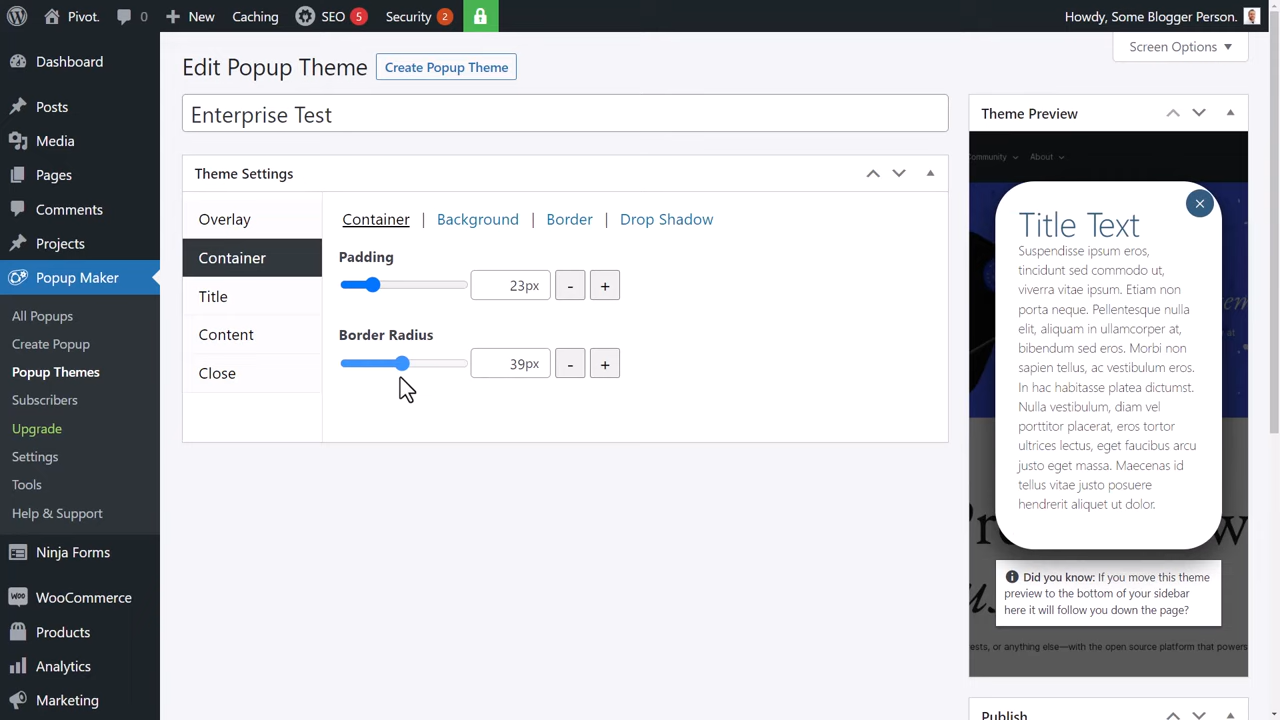 Pivot.
0
New
Caching
SEO
5
Security
2
Howdy, Some Blogger Person.
Screen Options
Dashboard
Posts
Media
Pages
Comments
Projects
Popup Maker
All Popups
Create Popup
Popup Themes
Subscribers
Upgrade
Settings
Tools
Help & Support
Ninja Forms
WOO
WooCommerce
Products
Analytics
Marketing
Edit Popup Theme
Create Popup Theme
Enterprise Test
Theme Settings
Overlay
Container
Title
Content
Close
Container | Background | Border | Drop Shadow
Padding
23px
-
+
Border Radius
39px
-
+
Theme Preview
Community
About
Title Text
Suspendisse ipsum eros,
tincidunt sed commodo ut,
viverra vitae ipsum. Etiam non
porta neque. Pellentesque nulla
elit, aliquam in ullamcorper at,
bibendum sed eros. Morbi non
sapien tellus, ac vestibulum eros.
In hac habitasse platea dictumst.
Nulla vestibulum, diam vel
porttitor placerat, eros tortor
ultrices lectus, eget faucibus arcu
justo eget massa. Maecenas id
tellus vitae justo posuere
hendrerit aliquet ut dolor.
Did you know: If you move this theme
preview to the bottom of your sidebar
here it will follow you down the page?
ests, or anything else—with the open source platform that powers
Publish